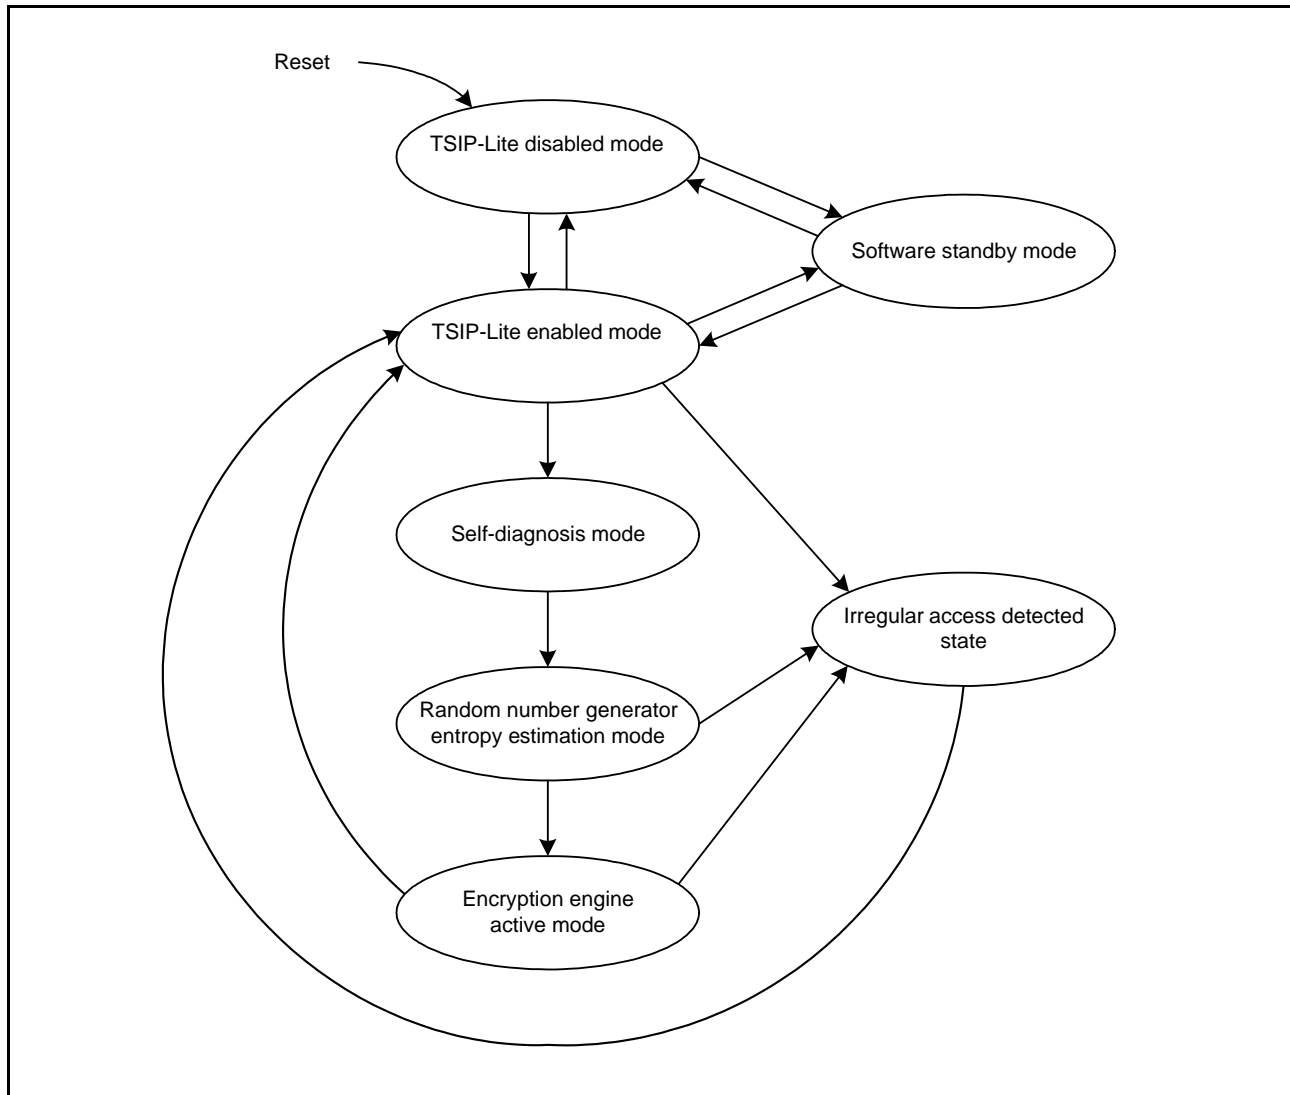 Reset
TSIP-Lite disabled mode
Software standby mode
TSIP-Lite enabled mode
Self-diagnosis mode
Irregular access detected
state
Random number generator
entropy estimation mode
Encryption engine
active mode